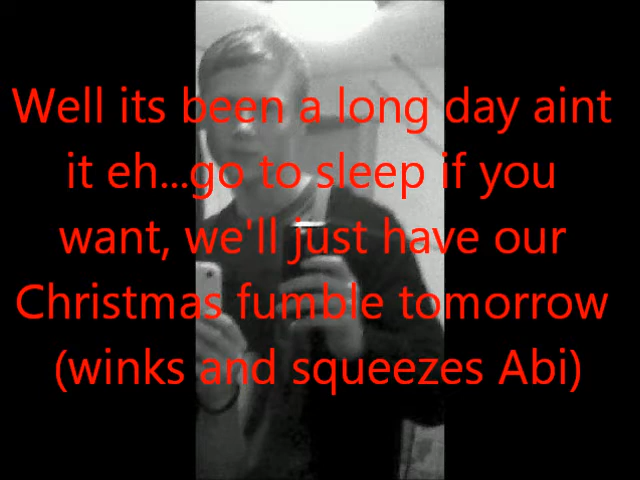 Well its been a long day aint
it eh...go to sleep if you
want, we'll just have our
Christmas fumble tomorrow
(winks and squeezes Abi)